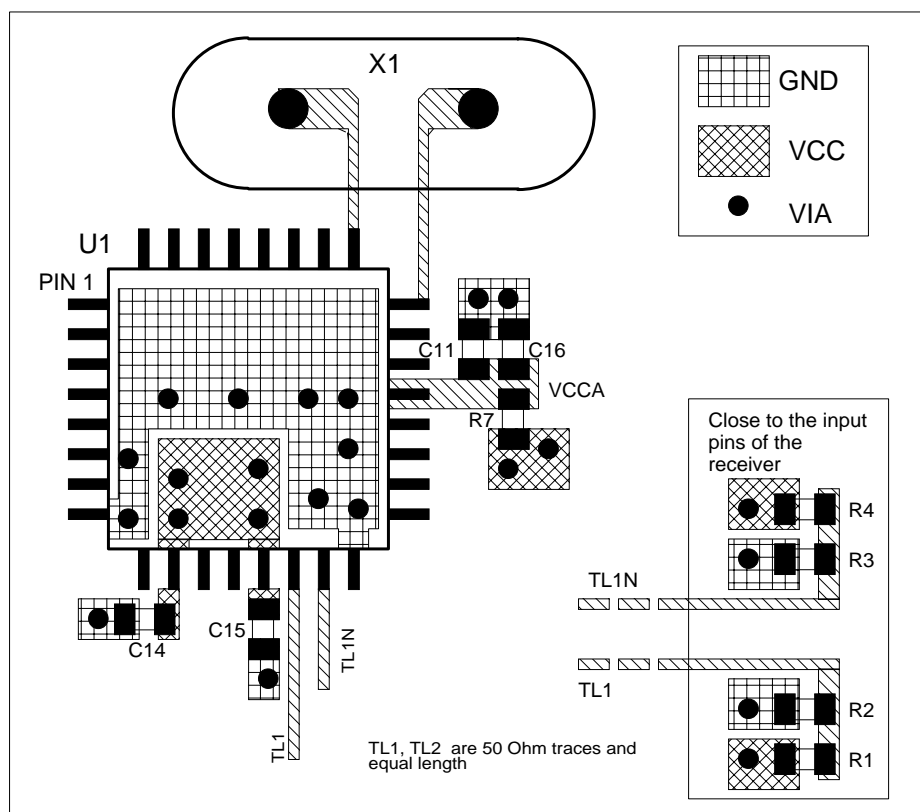 X1
GND
VCC
VIA
U1
PIN 1
C11
C16
VCCA
R7
Close to the input
pins of the
receiver
R4
R3
TL1N
TL1
R2
R1
C14
C15
TL1N
TL1
TL1, TL2 are 50 Ohm traces and
equal length